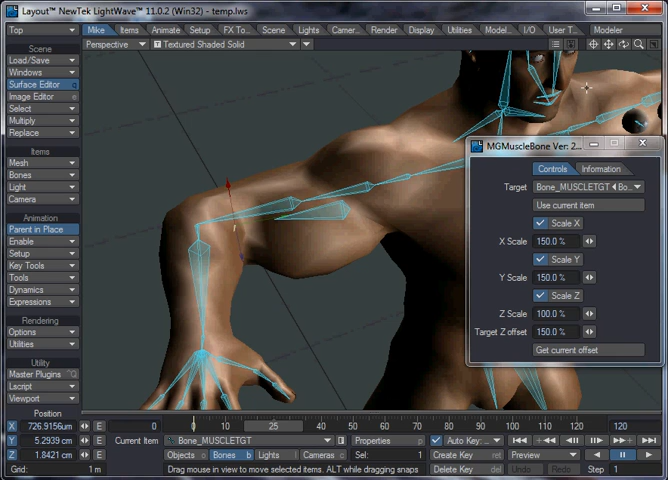 Layout™ NewTek LightWave™ 11.0.2 (Win32) - temp.lws
Top Mike Items Animate Setup FX To... Scene Lights Camer... Render Display Utilities Model... I/O User T... Modeler
Scene Perspective Textured Shaded Solid
Load/Save
Windows
Surface Editor
Image Editor
Select
Multiply
Replace
Items
Mesh
Bones
Light
Camera
Animation
Parent in Place
Enable
Setup
Key Tools
Tools
Dynamics
Expressions
Rendering
Options
Utilities
Utility
Master Plugins
Lscript
Viewport
MGMuscleBone Ver: 2...
Controls Information
Target Bone_MUSCLETGT
Use current item
Scale X
X Scale 150.0 %
Scale Y
Y Scale 150.0 %
Scale Z
Z Scale 100.0 %
Target Z offset 150.0 %
Get current offset
Position
X 726.9156um E 0 0 10 25 30 40 50 60 70 80 90 100 110 120 120
Y 5.2939 cm E Current Item Bone_MUSCLETGT Properties Auto Key: ...
Z 1.8421 cm E Objects o Bones b Lights l Cameras c Sel: 1 Create Key ret Preview
Grid: 1 m Drag mouse in view to move selected items. ALT while dragging snaps Delete Key del Undo Redo Step 1